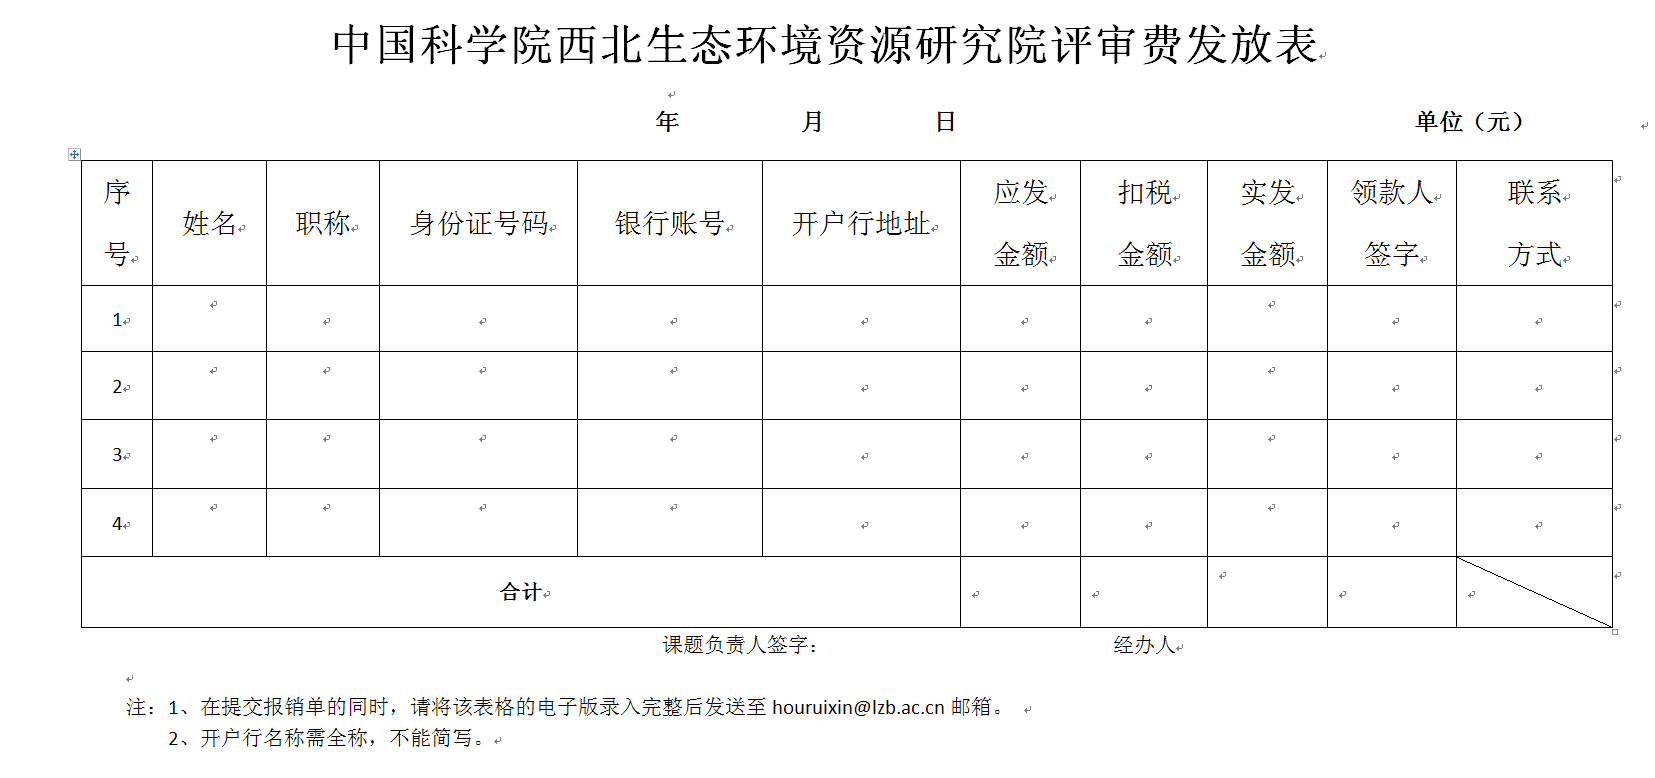 中国科学院西北生态环境资源研究院评审费发放表
年 月 日 单位（元）
序号 姓名 职称 身份证号码 银行账号 开户行地址 应发金额 扣税金额 实发金额 领款人签字 联系方式
1
2
3
4
合计
课题负责人签字： 经办人
注：1、在提交报销单的同时，请将该表格的电子版录入完整后发送至 houruixin@lzb.ac.cn 邮箱。
2、开户行名称需全称，不能简写。